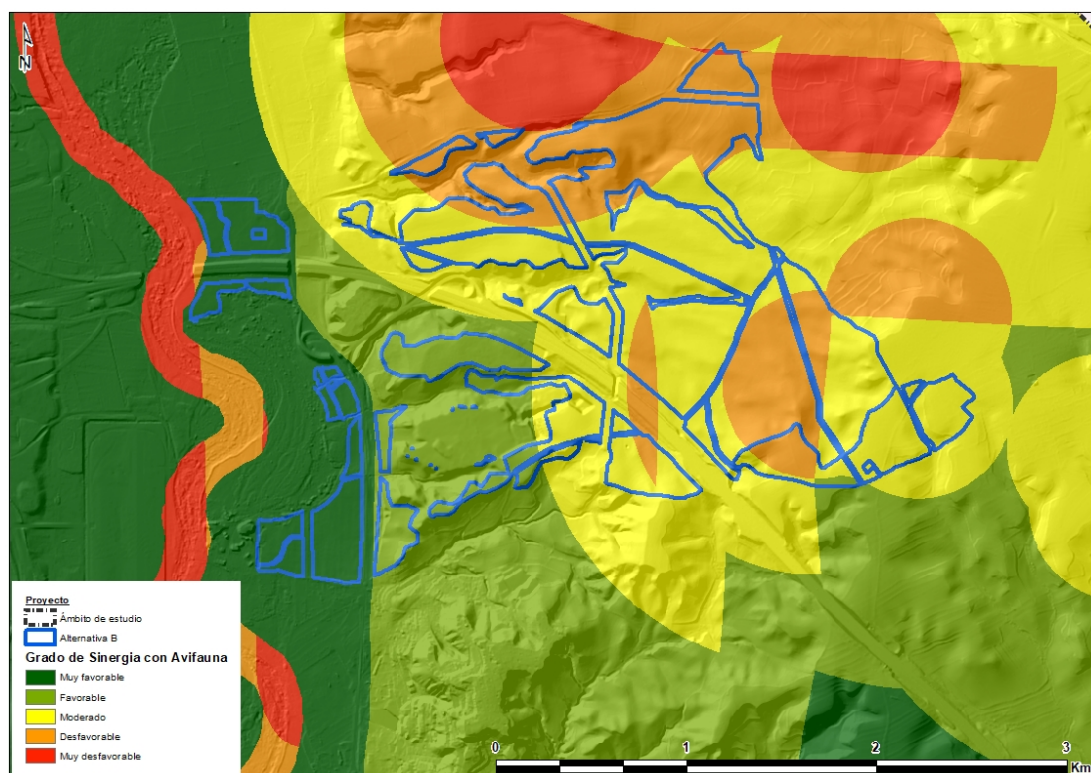 N
Proyecto
Ámbito de estudio
Alternativa B
Grado de Sinergia con Avifauna
Muy favorable
Favorable
Moderado
Desfavorable
Muy desfavorable
0 1 2 3
Km